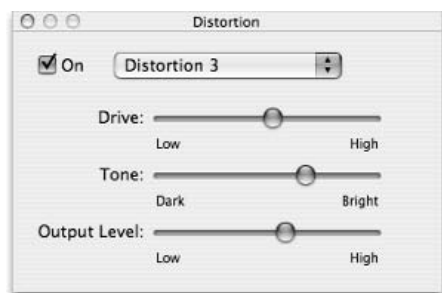 Distortion
On Distortion 3
Drive:
Low High
Tone:
Dark Bright
Output Level:
Low High